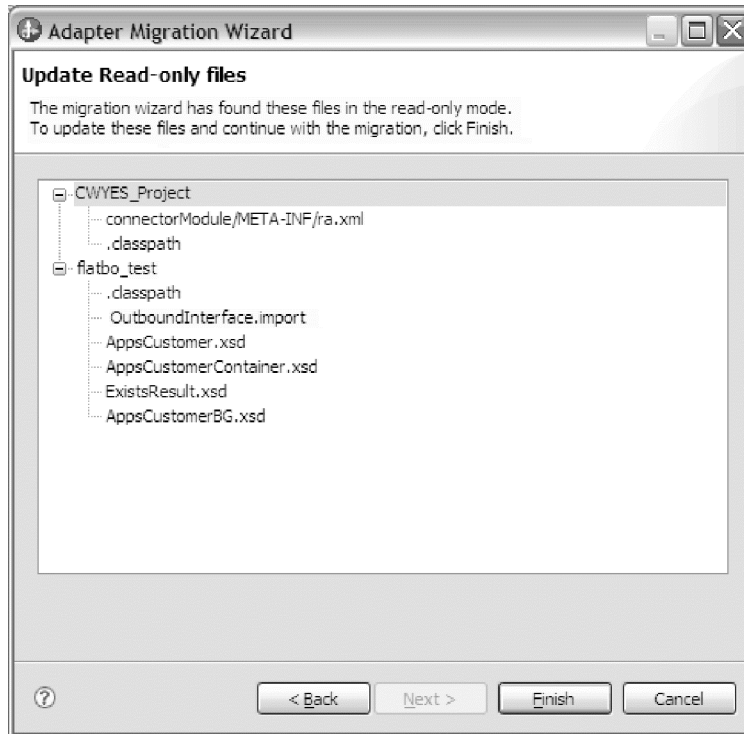 Adapter Migration Wizard
Update Read-only files
The migration wizard has found these files in the read-only mode.
To update these files and continue with the migration, click Finish.
CWYES_Project
connectorModule/META-INF/ra.xml
.classpath
flatbo_test
.classpath
OutboundInterface.import
AppsCustomer.xsd
AppsCustomerContainer.xsd
ExistsResult.xsd
AppsCustomerBG.xsd
? < Back Next > Finish Cancel